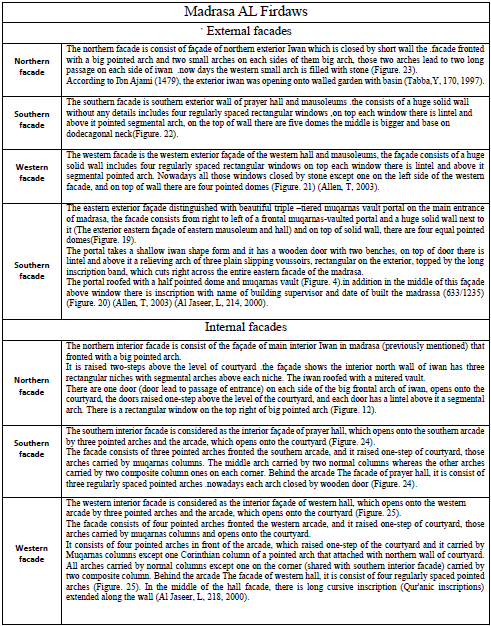 Madrasa AL Firdaws
External facades
Northern
facade
The northern facade is consist of façade of northern exterior Iwan which is closed by short wall the .facade fronted
with a big pointed arch and two small arches on each sides of them big arch, those two arches lead to two long
passage on each side of iwan .now days the western small arch is filled with stone (Figure. 23).
According to Ibn Ajami (1479), the exterior iwan was opening onto walled garden with basin (Tabba,Y, 170, 1997).
Southern
facade
The southern facade is southern exterior wall of prayer hall and mausoleums .the consists of a huge solid wall
without any details includes four regularly spaced rectangular windows ,on top each window there is lintel and
above it pointed segmental arch, on the top of wall there are five domes the middle is bigger and base on
dodecagonal neck(Figure. 22).
Western
facade
The western facade is the western exterior façade of the western hall and mausoleums, the façade consists of a huge
solid wall includes four regularly spaced rectangular windows on top each window there is lintel and above it
segmental pointed arch. Nowadays all those windows closed by stone except one on the left side of the western
facade, and on top of wall there are four pointed domes (Figure. 21) (Allen, T, 2003).
Southern
facade
The eastern exterior façade distinguished with beautiful triple –tiered muqarnas vault portal on the main entrance
of madrasa, the facade consists from right to left of a frontal muqarnas-vaulted portal and a huge solid wall next to
it (The exterior eastern façade of eastern mausoleum and hall) and on top of solid wall, there are four equal pointed
domes(Figure. 19).
The portal takes a shallow iwan shape form and it has a wooden door with two benches, on top of door there is
lintel and above it a relieving arch of three plain slipping voussoirs, rectangular on the exterior, topped by the long
inscription band, which cuts right across the entire eastern facade of the madrasa.
The portal roofed with a half pointed dome and muqarnas vault (Figure. 4).in addition in the middle of this façade
above window there is inscription with name of building supervisor and date of built the madrassa (633/1235)
(Figure. 20) (Allen, T, 2003) (Al Jaseer, L, 214, 2000).
Internal facades
Northern
facade
The northern interior facade is consist of the façade of main interior Iwan in madrasa (previously mentioned) that
fronted with a big pointed arch.
It is raised two-steps above the level of courtyard .the façade shows the interior north wall of iwan has three
rectangular niches with segmental arches above each niche. The iwan roofed with a mitered vault.
There are one door (door lead to passage of entrance) on each side of the big frontal arch of iwan, opens onto the
courtyard, the doors raised one-step above the level of the courtyard, and each door has a lintel above it a segmental
arch. There is a rectangular window on the top right of big pointed arch (Figure. 12).
Southern
facade
The southern interior facade is considered as the interior façade of prayer hall, which opens onto the southern arcade
by three pointed arches and the arcade, which opens onto the courtyard (Figure. 24).
The facade consists of three pointed arches fronted the southern arcade, and it raised one-step of courtyard, those
arches carried by muqarnas columns. The middle arch carried by two normal columns whereas the other arches
carried by two composite column ones on each corner. Behind the arcade The facade of prayer hall, it is consist of
three regularly spaced pointed arches .nowadays each arch closed by wooden door (Figure. 24).
Western
facade
The western interior facade is considered as the interior façade of western hall, which opens onto the western
arcade by three pointed arches and the arcade, which opens onto the courtyard (Figure. 25).
The facade consists of four pointed arches fronted the western arcade, and it raised one-step of courtyard, those
arches carried by muqarnas columns and opens onto the courtyard.
It consists of four pointed arches in front of the arcade, which raised one-step of the courtyard and it carried by
Muqarnas columns except one Corinthian column of a pointed arch that attached with northern wall of courtyard.
All arches carried by normal columns except one on the corner (shared with southern interior facade) carried by
two composite column. Behind the arcade The facade of western hall, it is consist of four regularly spaced pointed
arches (Figure. 25). In the middle of the hall facade, there is long cursive inscription (Qur'anic inscriptions)
extended along the wall (Al Jaseer, L, 218, 2000).